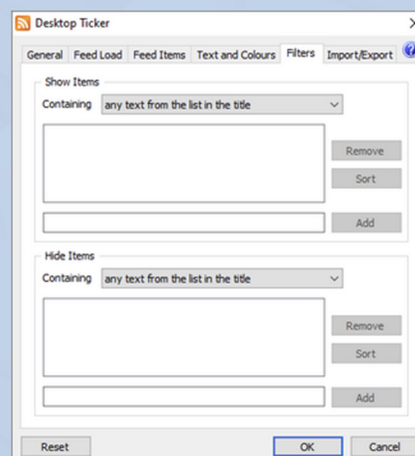 Desktop Ticker
General Feed Load Feed Items Text and Colours Filters Import/Export ?
Show Items
Containing any text from the list in the title
Remove
Sort
Add
Hide Items
Containing any text from the list in the title
Remove
Sort
Add
Reset OK Cancel